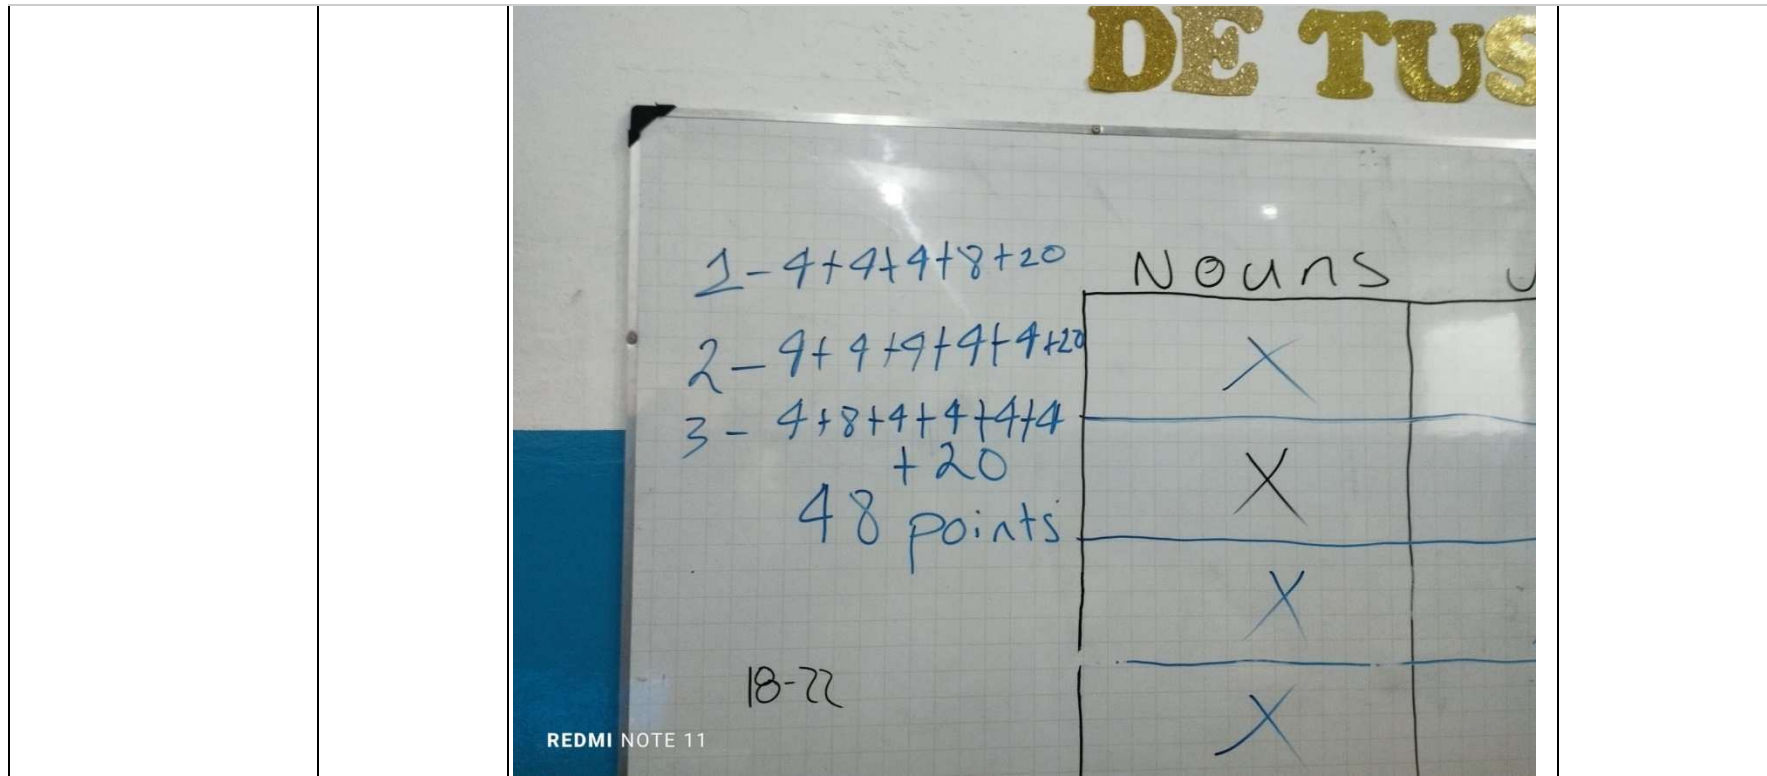 DE TUS
1 - 4+4+4+8+20
2 - 4+4+4+4+4+20
3 - 4+8+4+4+4+4
+20
48 points
Nouns
18-22
REDMI NOTE 11